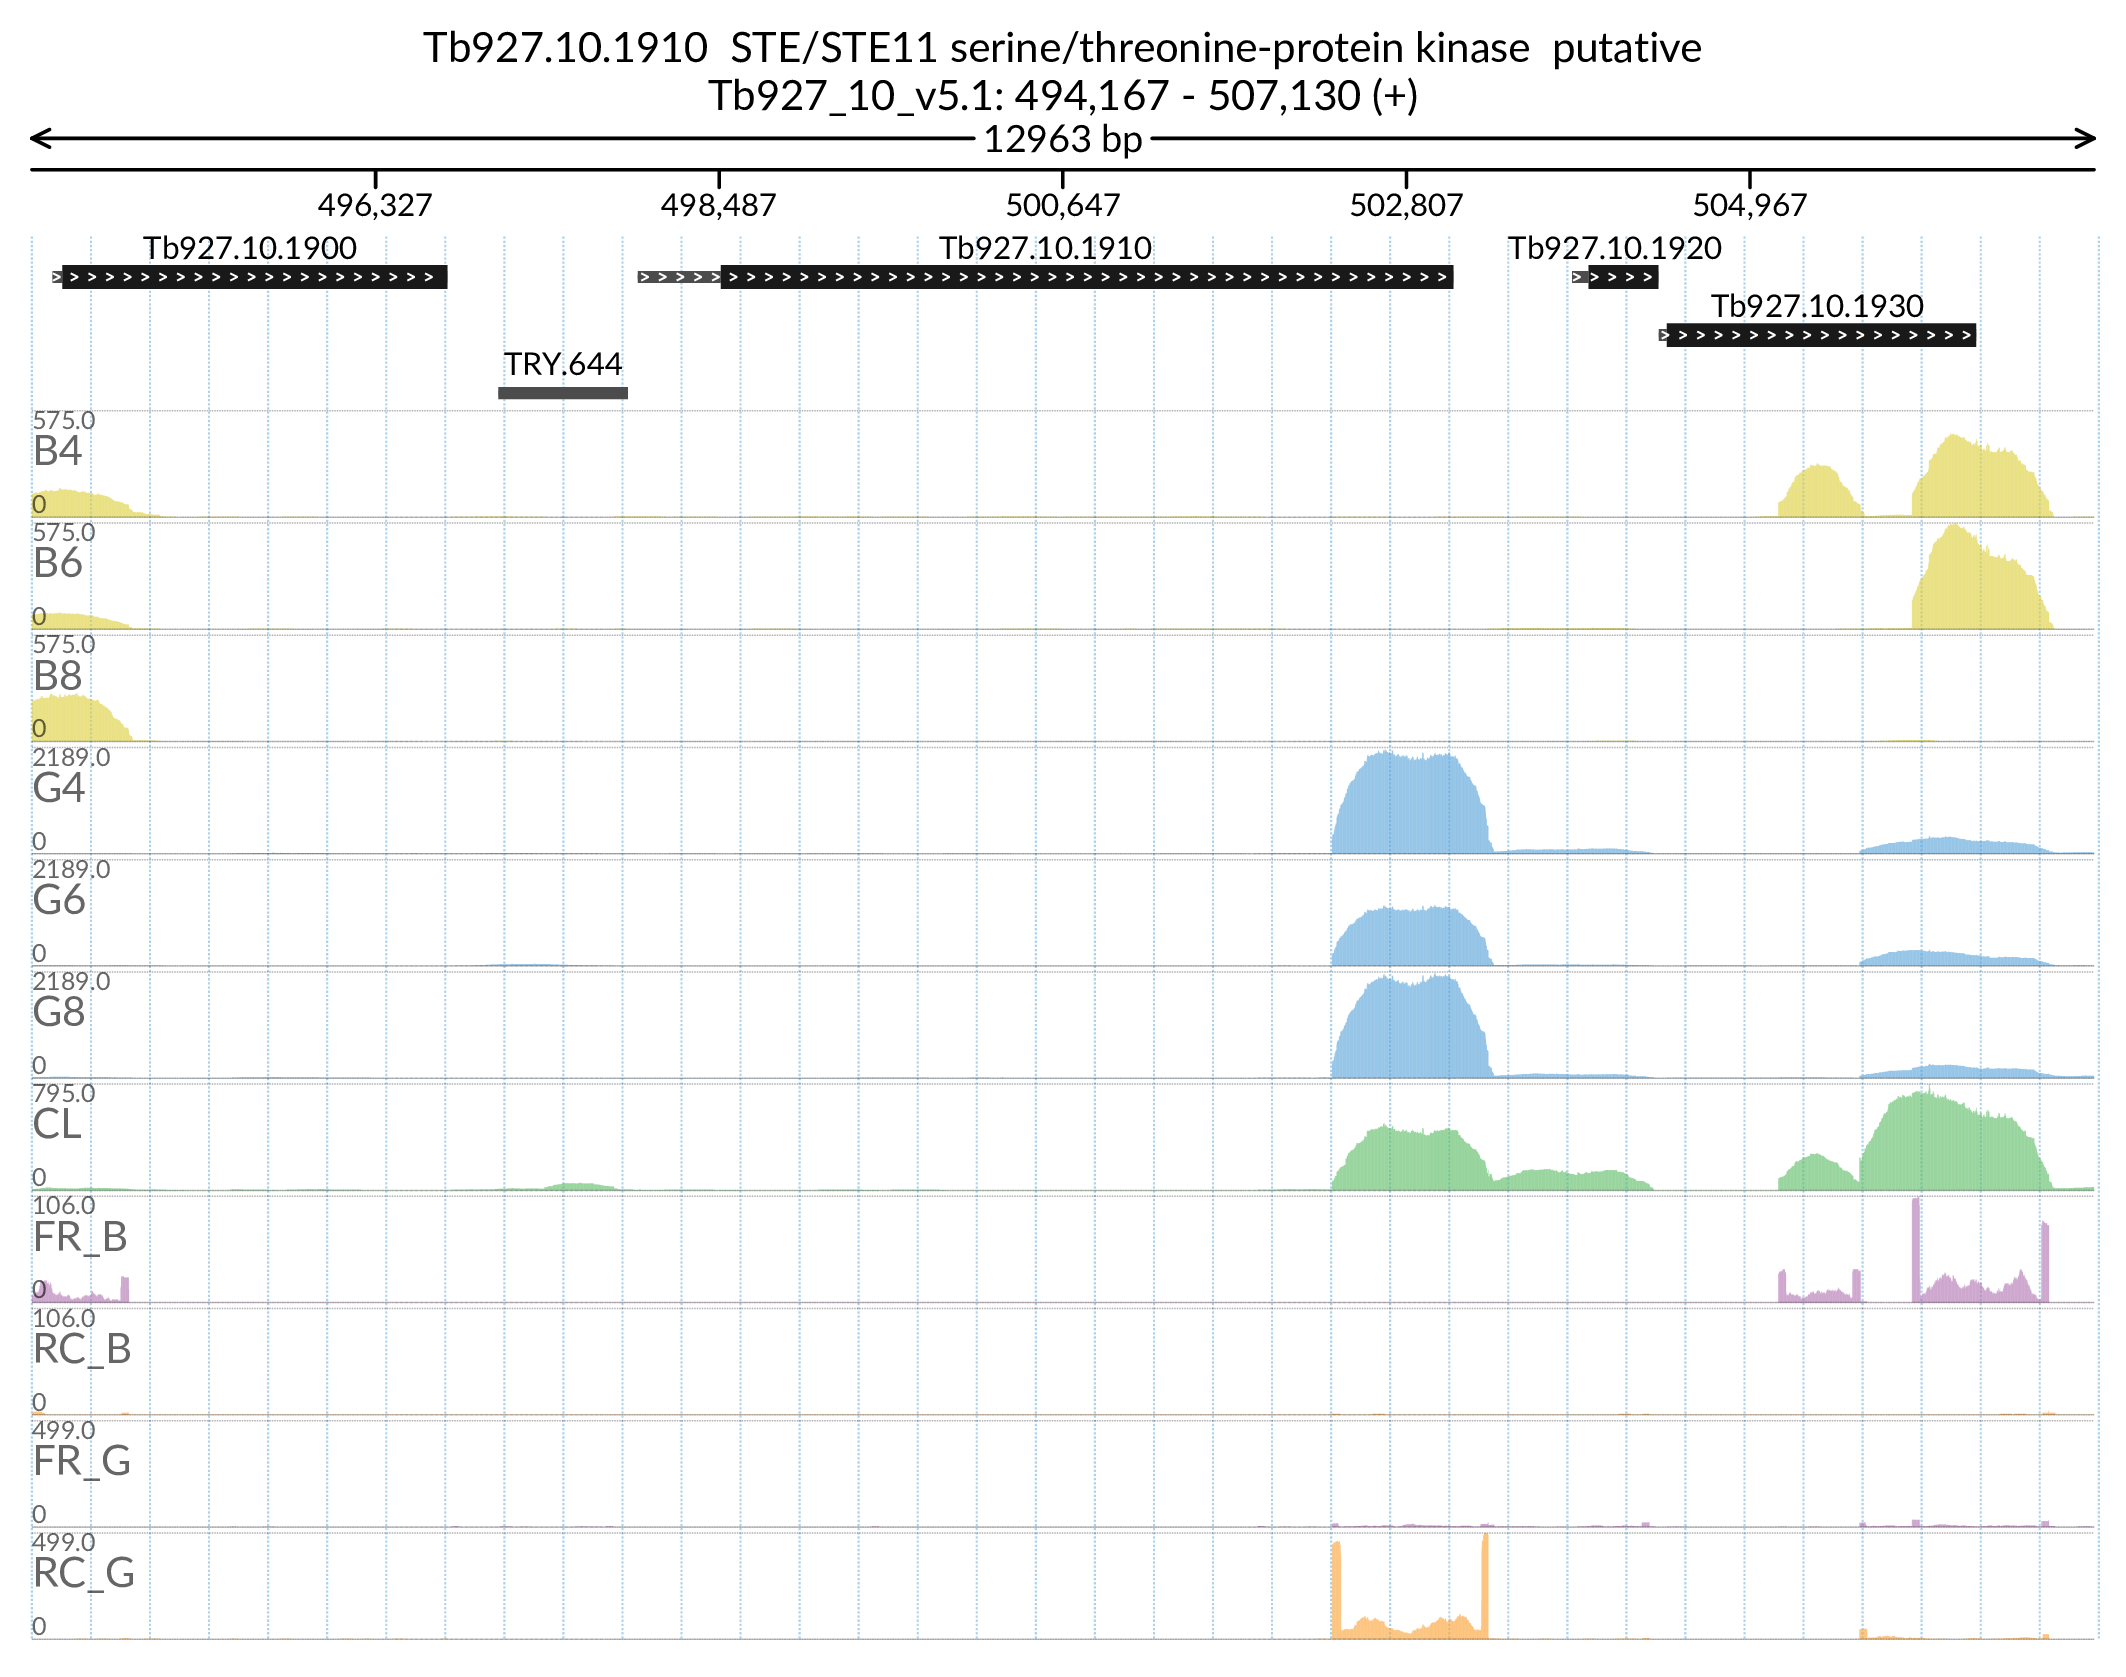 Tb927.10.1910  STE/STE11 serine/threonine-protein kinase  putative
Tb927_10_v5.1: 494,167 - 507,130 (+)
12963 bp
496,327 498,487 500,647 502,807 504,967
Tb927.10.1900 Tb927.10.1910 Tb927.10.1920
Tb927.10.1930
TRY.644
575.0
B4
0
575.0
B6
0
575.0
B8
0
2189.0
G4
0
2189.0
G6
0
2189.0
G8
0
795.0
CL
0
106.0
FR_B
0
106.0
RC_B
0
499.0
FR_G
0
499.0
RC_G
0